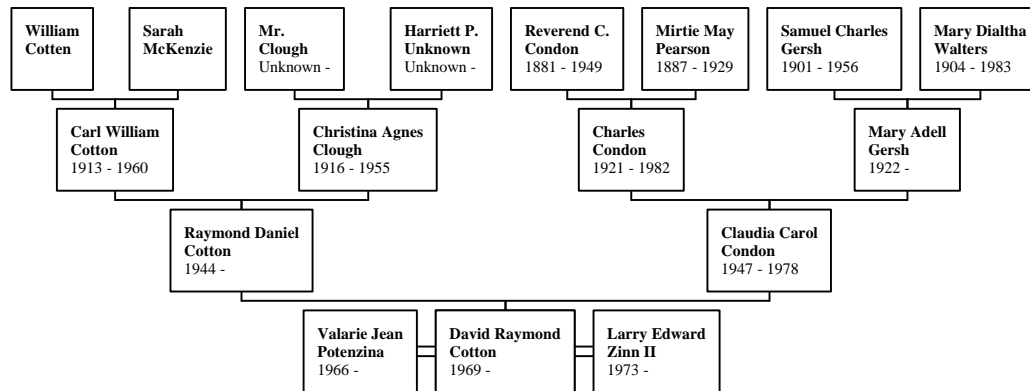 William
Cotten
Sarah
McKenzie
Mr.
Clough
Unknown -
Harriett P.
Unknown
Unknown -
Reverend C.
Condon
1881 - 1949
Mirtie May
Pearson
1887 - 1929
Samuel Charles
Gersh
1901 - 1956
Mary Dialtha
Walters
1904 - 1983
Carl William
Cotton
1913 - 1960
Christina Agnes
Clough
1916 - 1955
Charles
Condon
1921 - 1982
Mary Adell
Gersh
1922 -
Raymond Daniel
Cotton
1944 -
Claudia Carol
Condon
1947 - 1978
Valarie Jean
Potenzina
1966 -
David Raymond
Cotton
1969 -
Larry Edward
Zinn II
1973 -